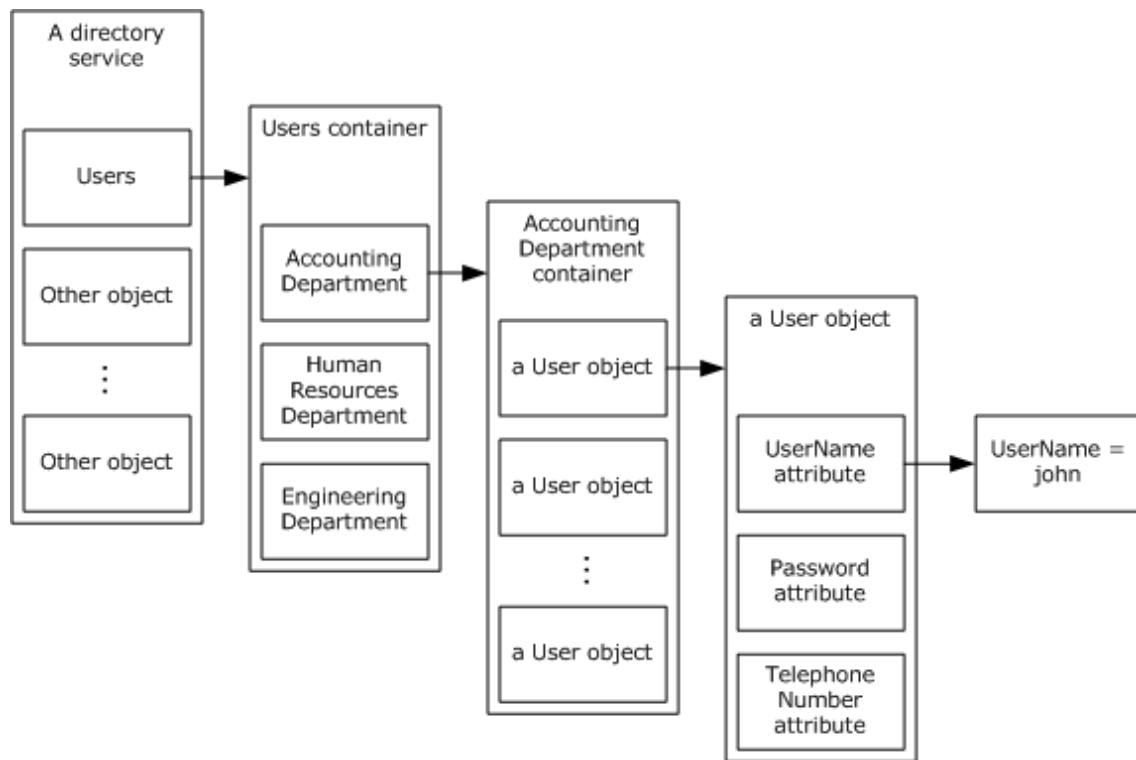 A directory
service
Users
Other object
⋮
Other object
Users container
Accounting
Department
Human
Resources
Department
Engineering
Department
Accounting
Department
container
a User object
a User object
⋮
a User object
a User object
UserName
attribute
Password
attribute
Telephone
Number
attribute
UserName =
john